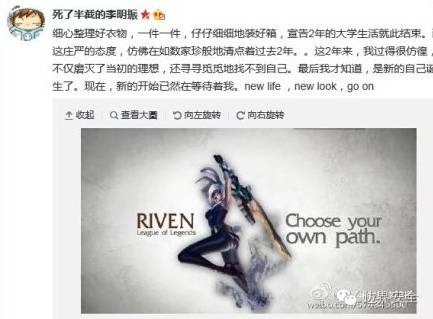 死了半截的李明振
细心整理好衣物，一件一件，仔仔细细地装好箱，宣告2年的大学生活就此结束。
这庄严的态度，仿佛在如数家珍般地清点着过去2年。。这2年来，我过得很仿徨，
不仅磨灭了当初的理想，还寻寻觅觅地找不到自己。最后我才知道，是新的自己
生了。现在，新的开始已然在等待着我。new life ，new look，go on
收起 查看大图 向左旋转 向右旋转
RIVEN
League of Legends
Choose your
own path.